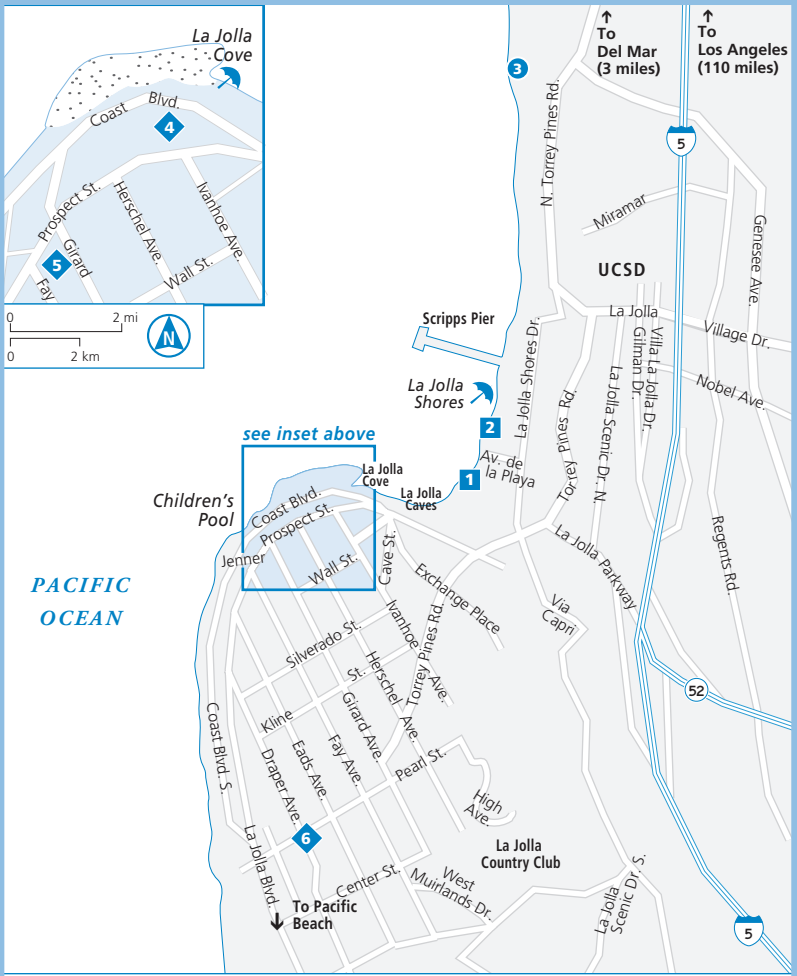 La Jolla
Cove
Coast Blvd.
4
Prospect St.
Herschel Ave.
Ivanhoe Ave.
5
Girard
Fay
Wall St.
0 2 mi
0 2 km
N
To
Del Mar
(3 miles)
To
Los Angeles
(110 miles)
3
5
N. Torrey Pines Rd.
Miramar
Genesee Ave.
UCSD
La Jolla
Village Dr.
Scripps Pier
La Jolla Shores Dr.
Torrey Pines Rd.
La Jolla Scenic Dr. N.
Gilman Dr.
Villa La Jolla Dr.
Nobel Ave.
La Jolla
Shores
2
1
Av. de
la Playa
see inset above
La Jolla
Cove
La Jolla
Caves
Children's
Pool
Coast Blvd.
Prospect St.
Jenner
Wall St.
Cave St.
PACIFIC
OCEAN
Exchange Place
La Jolla Parkway
Regents Rd.
Via
Capri
52
Silverado St.
Ivanhoe Ave.
Torrey Pines Rd.
Kline St.
Herschel Ave.
Girard Ave.
Fay Ave.
Eads Ave.
Draper Ave.
Coast Blvd. S.
Pearl St.
High
Ave.
6
La Jolla Blvd.
La Jolla
Country Club
Center St.
West
Muirlands Dr.
To Pacific
Beach
La Jolla
Scenic Dr. S.
5